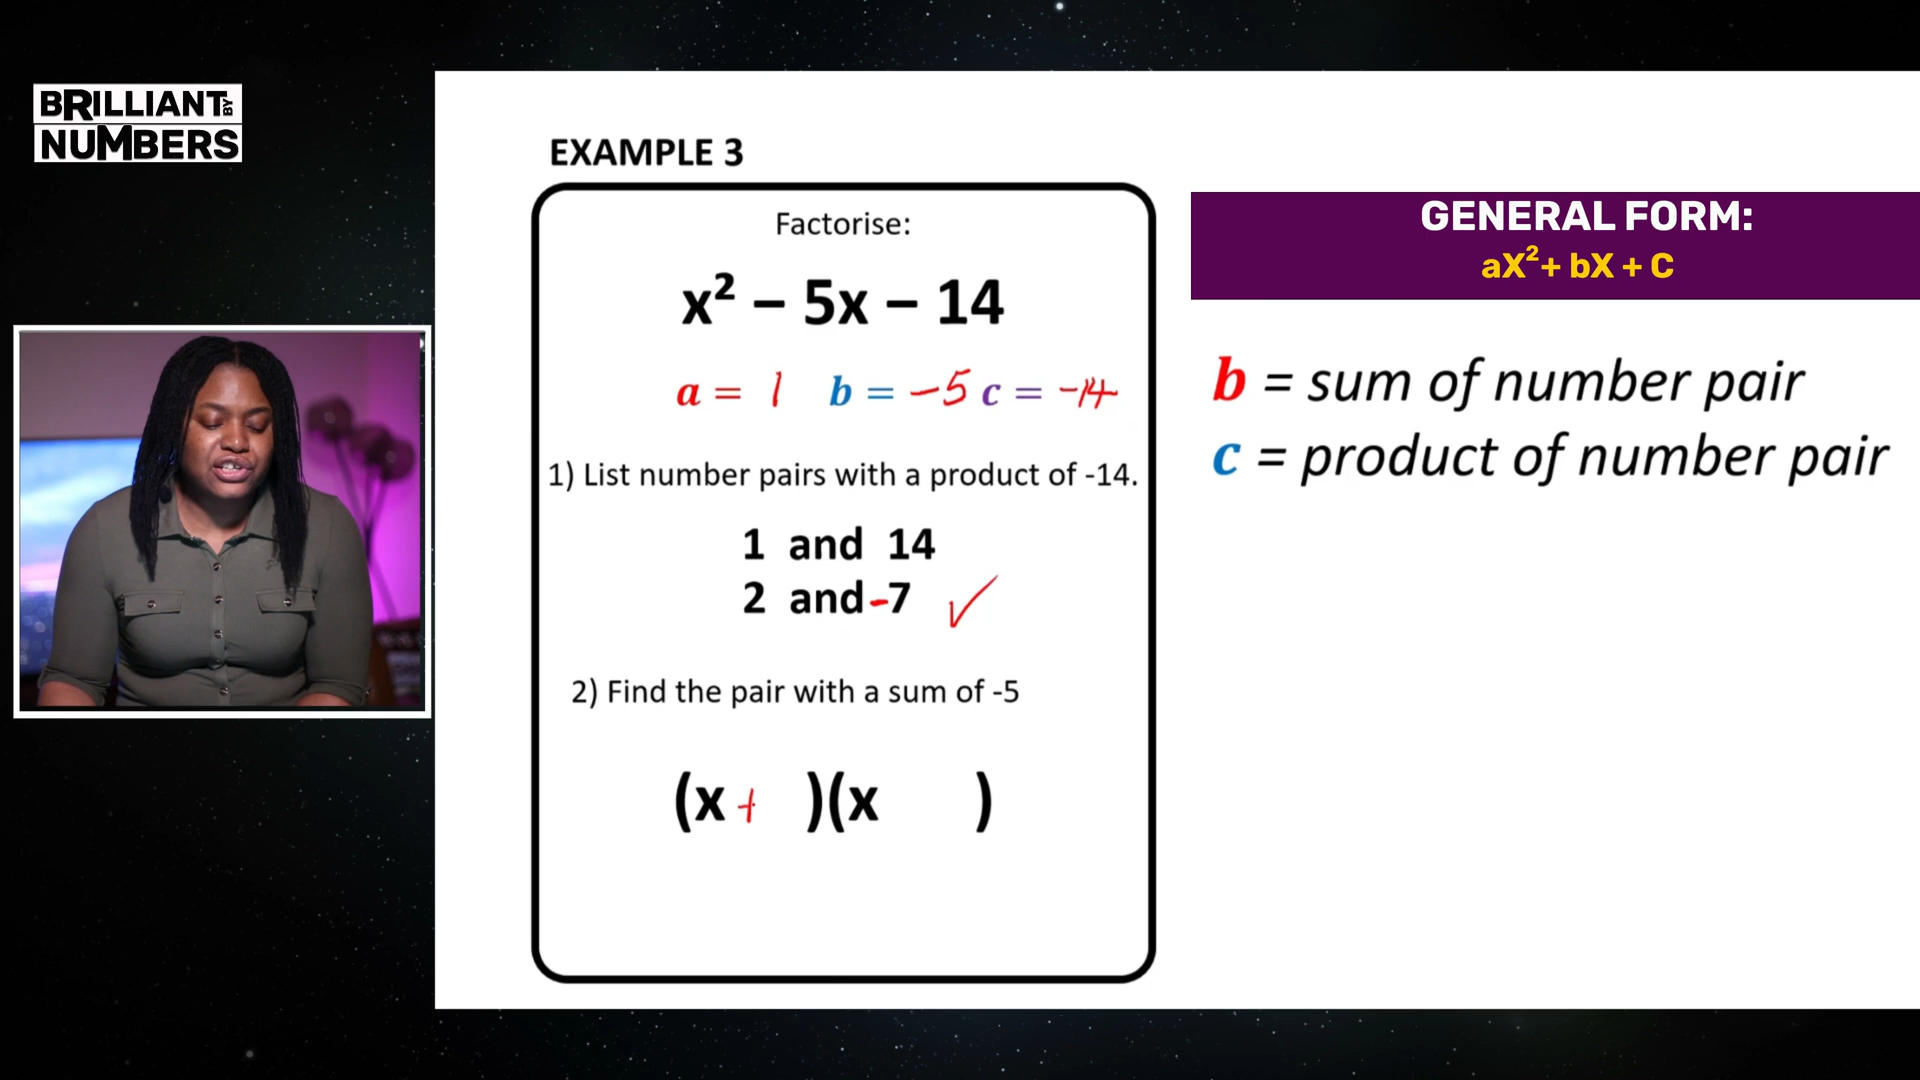 BRILLIANT BY
NUMBERS
EXAMPLE 3
Factorise:
x² – 5x – 14
a = 1 b = -5 c = -14
1) List number pairs with a product of -14.
1 and 14
2 and -7 ✓
2) Find the pair with a sum of -5
(x + )(x )
GENERAL FORM:
aX² + bX + C
b = sum of number pair
c = product of number pair